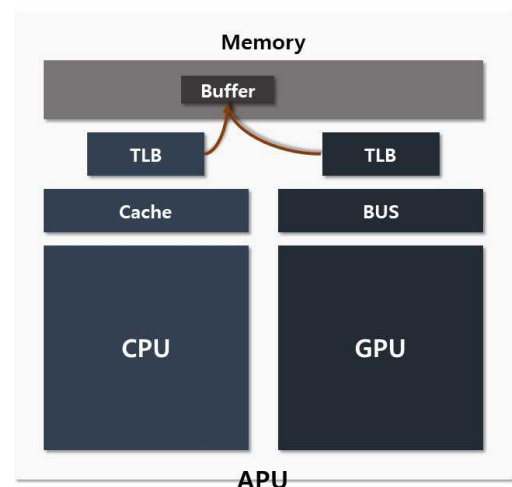 Memory
Buffer
TLB
TLB
Cache
BUS
CPU
GPU
APU